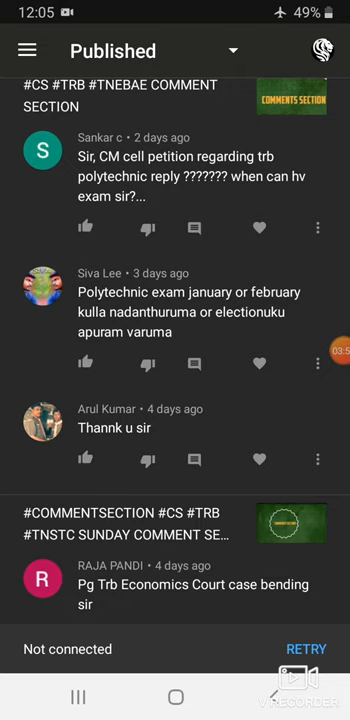 12:05
49%
Published
#CS #TRB #TNEBAE COMMENT
SECTION
COMMENTS SECTION
S
Sankar c • 2 days ago
Sir, CM cell petition regarding trb
polytechnic reply ??????? when can hv
exam sir?...
Siva Lee • 3 days ago
Polytechnic exam january or february
kulla nadanthuruma or electionuku
apuram varuma
03:5
Arul Kumar • 4 days ago
Thannk u sir
#COMMENTSECTION #CS #TRB
#TNSTC SUNDAY COMMENT SE...
R
RAJA PANDI • 4 days ago
Pg Trb Economics Court case bending
sir
Not connected
RETRY
V RECORDER